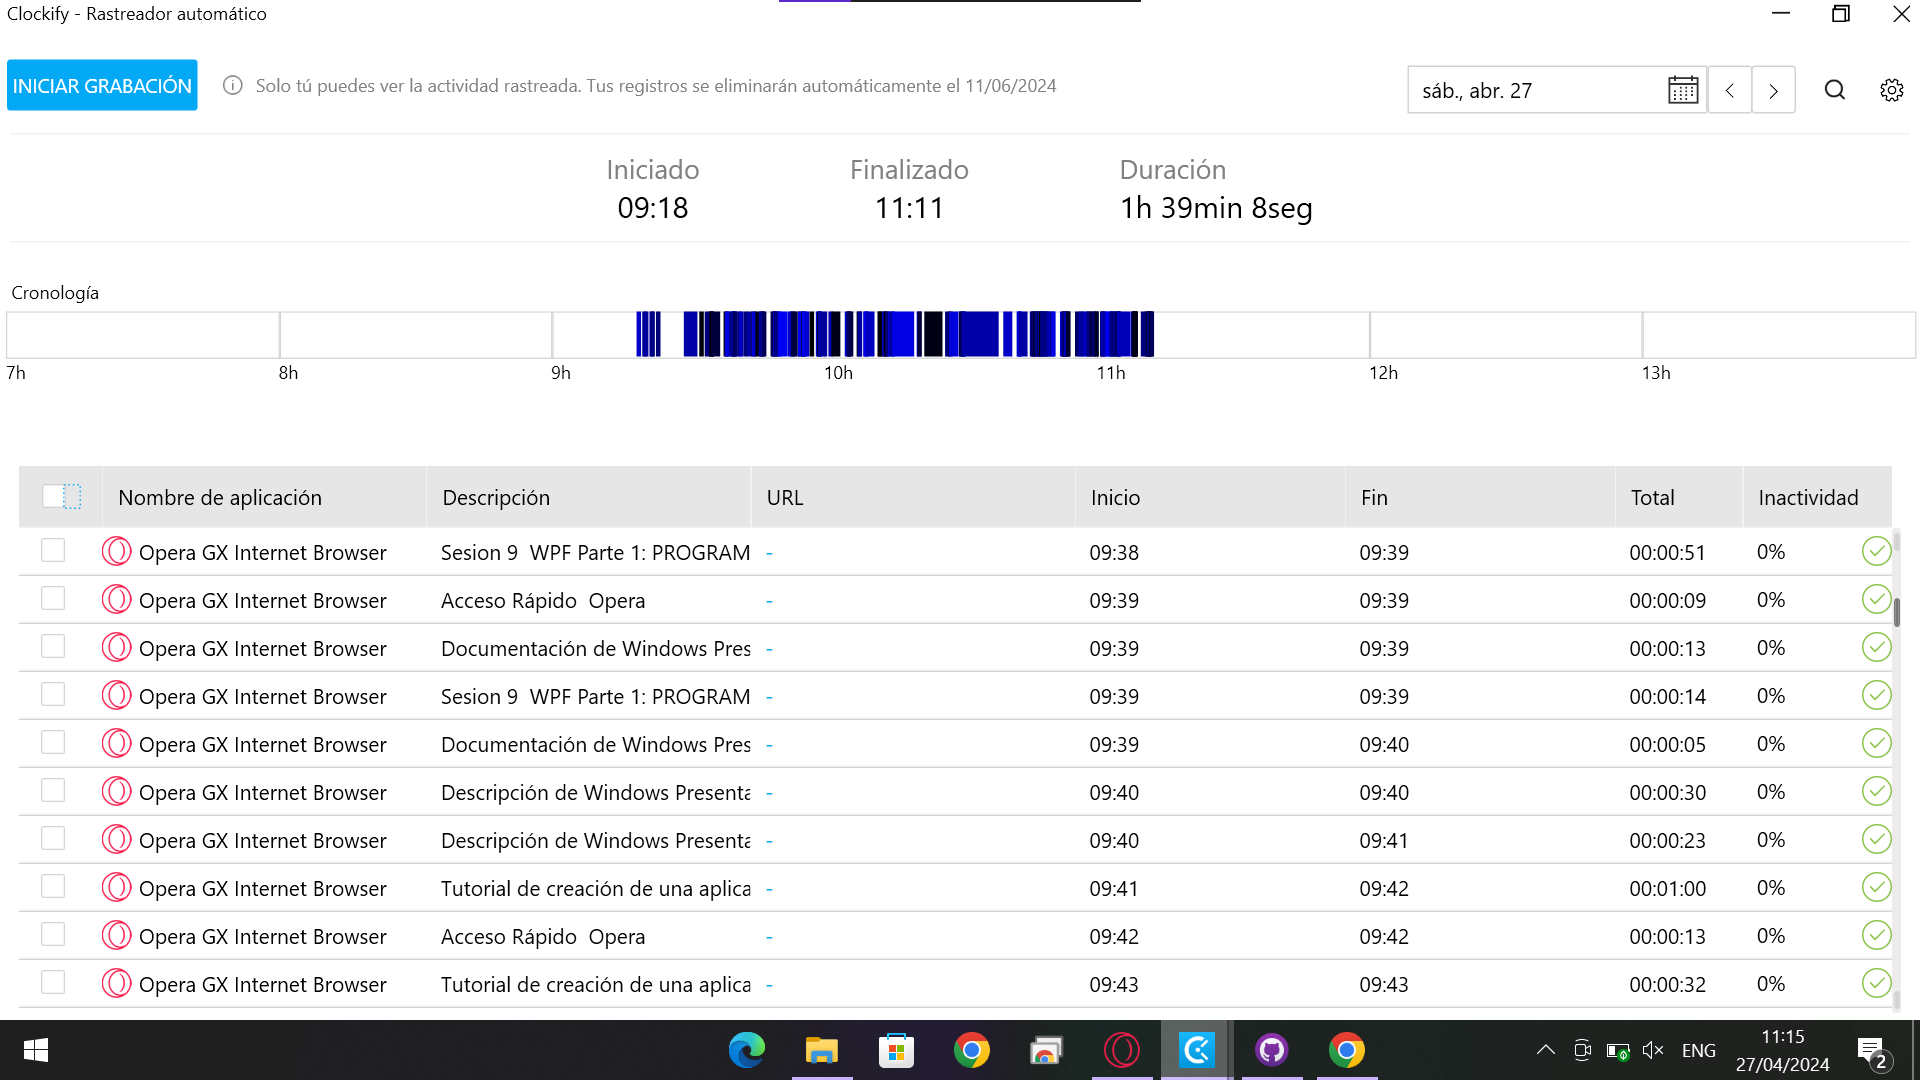 Clockify - Rastreador automático
INICIAR GRABACIÓN
Solo tú puedes ver la actividad rastreada. Tus registros se eliminarán automáticamente el 11/06/2024
sáb., abr. 27
Iniciado Finalizado Duración
09:18 11:11 1h 39min 8seg
Cronología
7h 8h 9h 10h 11h 12h 13h
Nombre de aplicación Descripción URL Inicio Fin Total Inactividad
Opera GX Internet Browser Sesion 9 WPF Parte 1: PROGRAM - 09:38 09:39 00:00:51 0%
Opera GX Internet Browser Acceso Rápido Opera - 09:39 09:39 00:00:09 0%
Opera GX Internet Browser Documentación de Windows Pres - 09:39 09:39 00:00:13 0%
Opera GX Internet Browser Sesion 9 WPF Parte 1: PROGRAM - 09:39 09:39 00:00:14 0%
Opera GX Internet Browser Documentación de Windows Pres - 09:39 09:40 00:00:05 0%
Opera GX Internet Browser Descripción de Windows Presenta - 09:40 09:40 00:00:30 0%
Opera GX Internet Browser Descripción de Windows Presenta - 09:40 09:41 00:00:23 0%
Opera GX Internet Browser Tutorial de creación de una aplica - 09:41 09:42 00:01:00 0%
Opera GX Internet Browser Acceso Rápido Opera - 09:42 09:42 00:00:13 0%
Opera GX Internet Browser Tutorial de creación de una aplica - 09:43 09:43 00:00:32 0%
ENG
11:15
27/04/2024
2